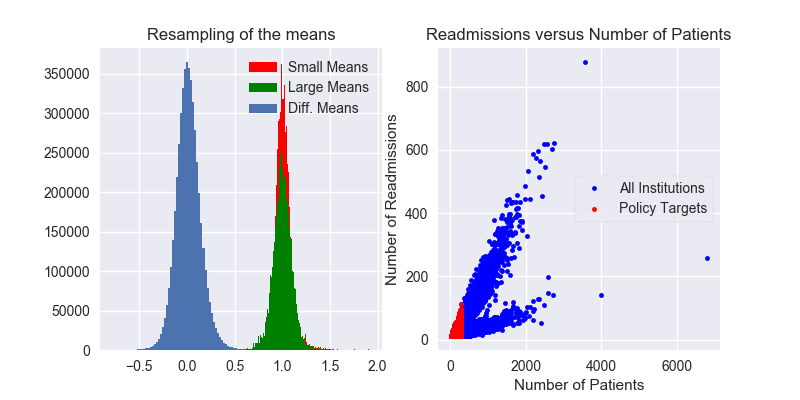 Resampling of the means
350000
300000
250000
200000
150000
100000
50000
0
−0.5
0.0
0.5
1.0
1.5
2.0
Small Means
Large Means
Diff. Means
Readmissions versus Number of Patients
Number of Readmissions
800
600
400
200
0
0
2000
4000
6000
Number of Patients
All Institutions
Policy Targets